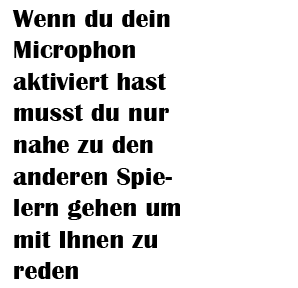 Wenn du dein
Microphon
aktiviert hast
musst du nur
nahe zu den
anderen Spie-
lern gehen um
mit Ihnen zu
reden